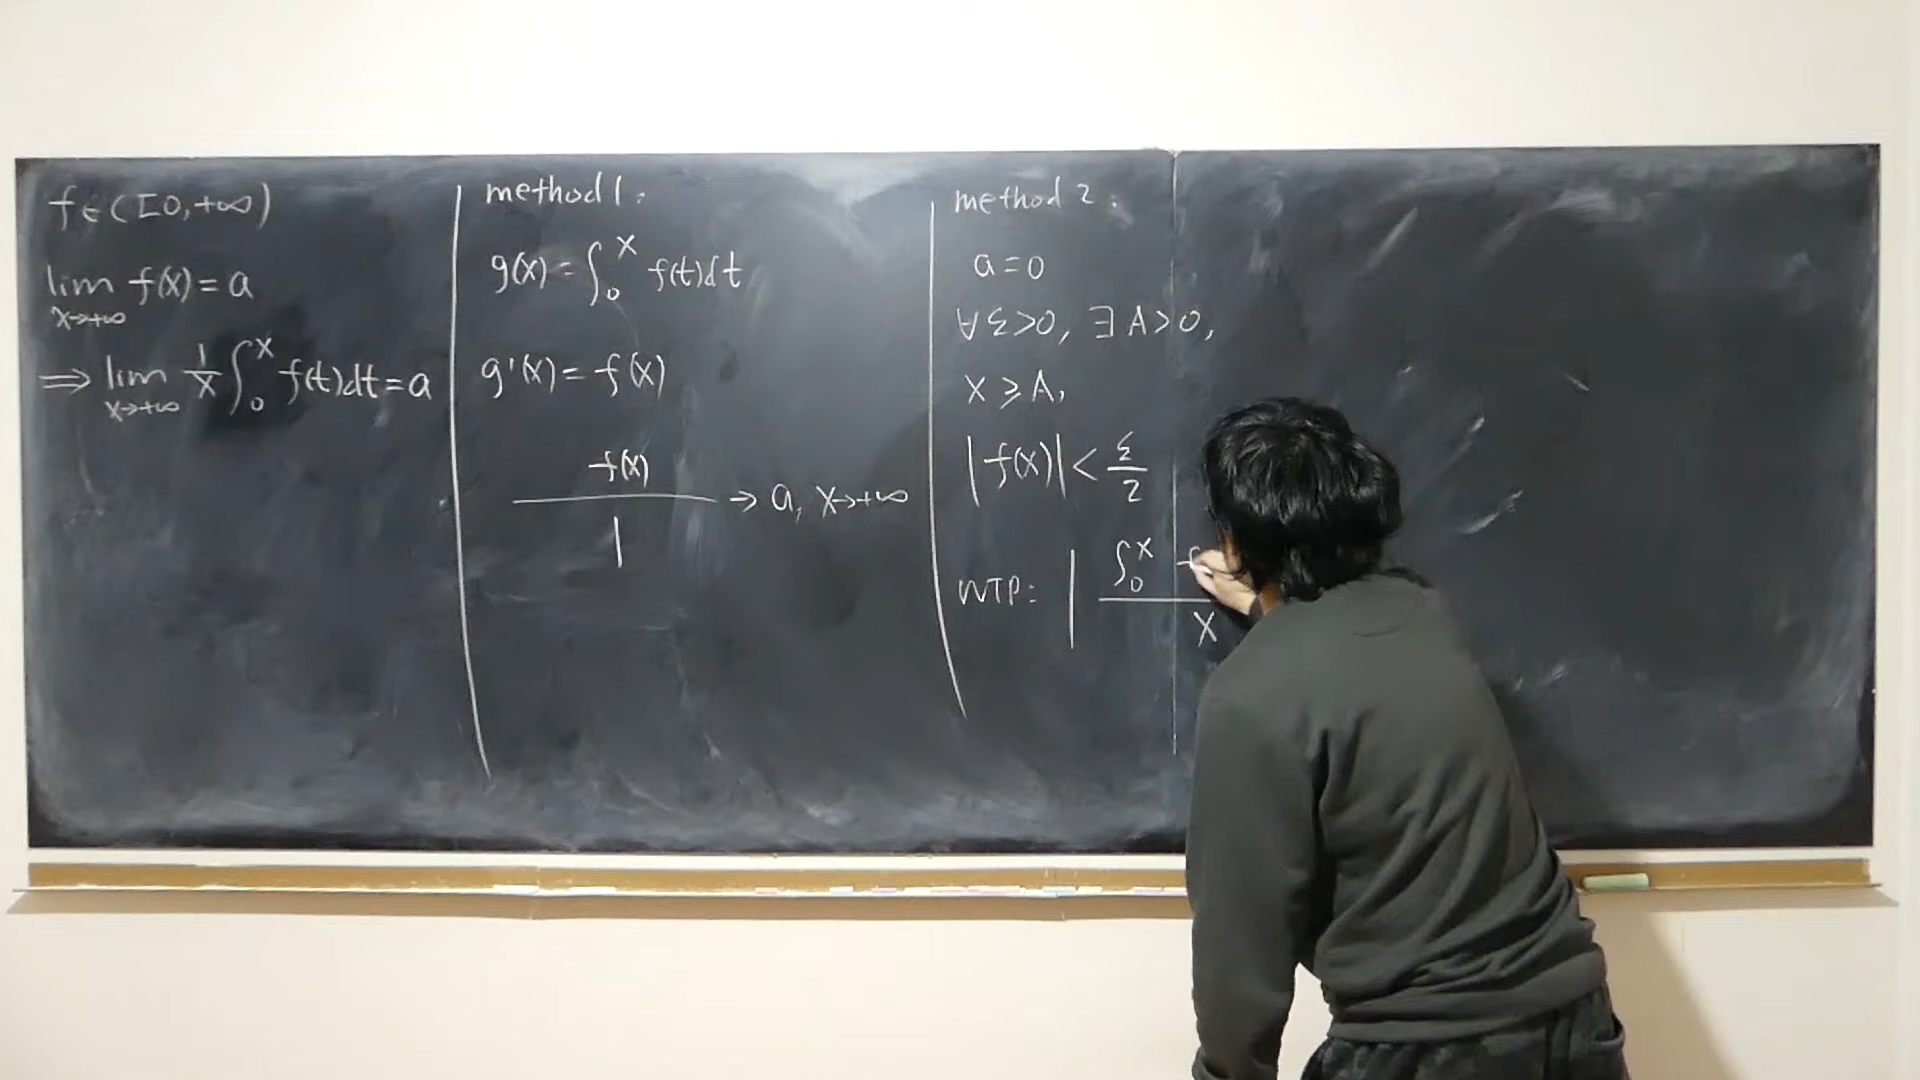 f∈C[0,+∞)
lim f(x)=a
x→+∞
⇒ lim 1/x ∫₀ˣ f(t)dt=a
x→+∞
method 1:
g(x)=∫₀ˣ f(t)dt
g'(x)=f(x)
f(x)/1 → a, x→+∞
method 2:
a=0
∀ε>0, ∃A>0,
x≥A,
|f(x)|<ε/2
WTP: | ∫₀ˣ f/x